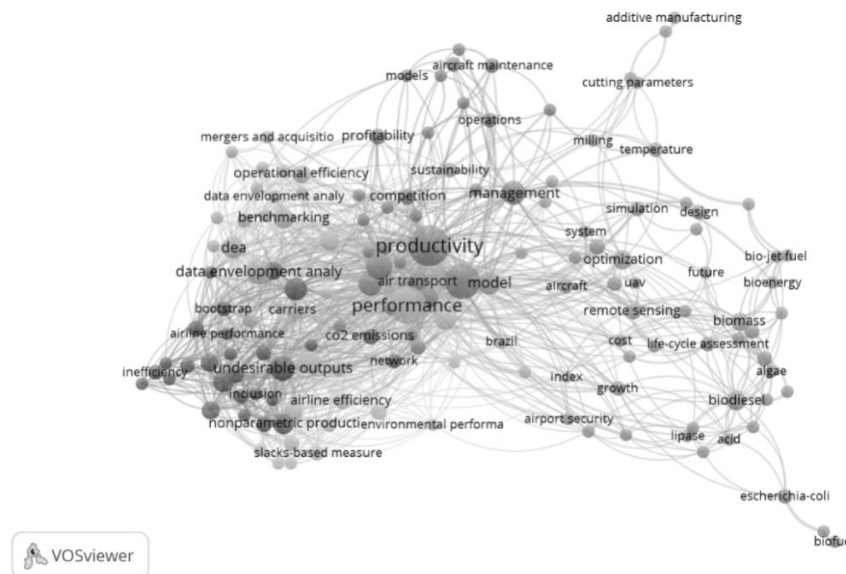 additive manufacturing
aircraft maintenance
models
cutting parameters
operations
mergers and acquisitio
profitability
milling
temperature
operational efficiency
sustainability
data envelopment analy
competition
management
benchmarking
simulation
design
dea
productivity
system
optimization
bio-jet fuel
data envelopment analy
air transport
model
future
bioenergy
carriers
aircraft
uav
bootstrap
performance
remote sensing
biomass
airline performance
co2 emissions
brazil
cost
life-cycle assessment
inefficiency
undesirable outputs
network
algae
index
growth
inclusion
airline efficiency
biodiesel
nonparametric producti
environmental performa
airport security
lipase
acid
slacks-based measure
escherichia-coli
biofue
VOSviewer